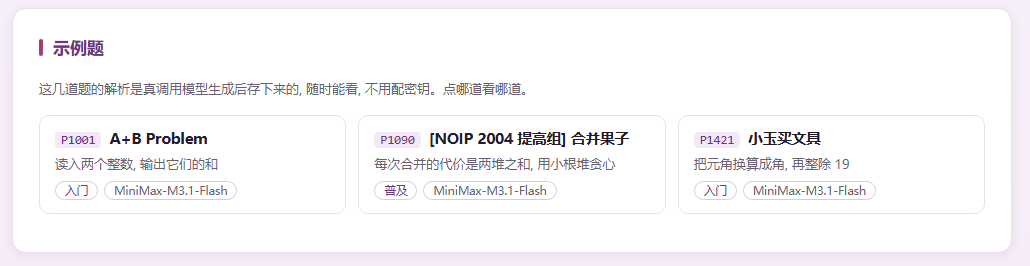 示例题
这几道题的解析是真调用模型生成后存下来的, 随时能看, 不用配密钥。点哪道看哪道。
P1001 A+B Problem
读入两个整数, 输出它们的和
入门 MiniMax-M3.1-Flash
P1090 [NOIP 2004 提高组] 合并果子
每次合并的代价是两堆之和, 用小根堆贪心
普及 MiniMax-M3.1-Flash
P1421 小玉买文具
把元角换算成角, 再整除 19
入门 MiniMax-M3.1-Flash